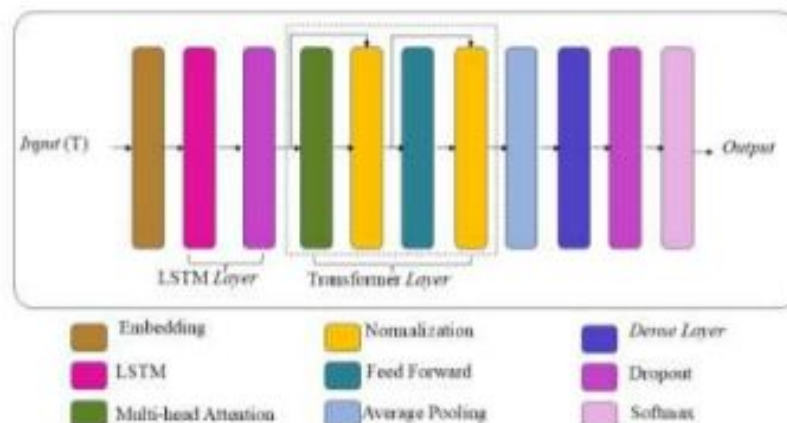 Input (T)
Output
LSTM Layer
Transformer Layer
Embedding
Normalization
Dense Layer
LSTM
Feed Forward
Dropout
Multi-head Attention
Average Pooling
Softmax